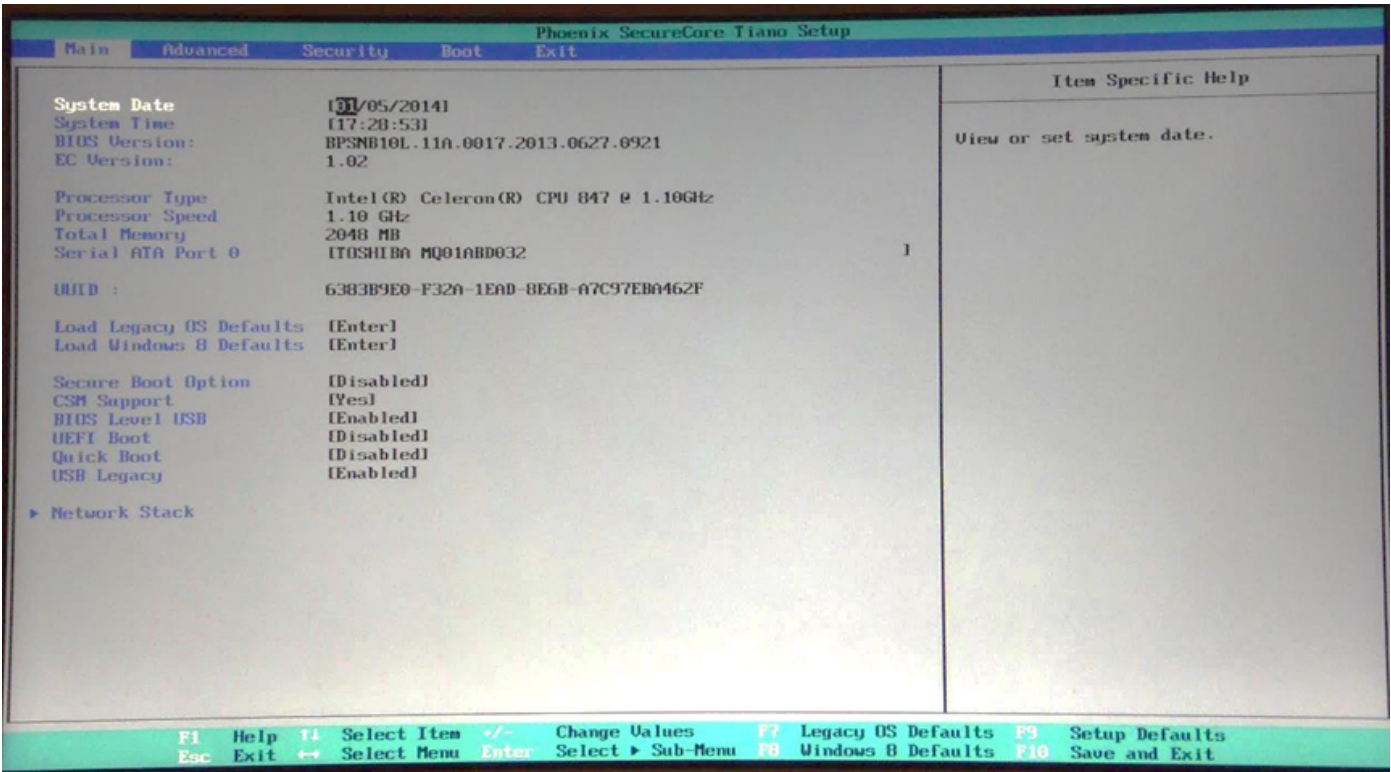 Phoenix SecureCore Tiano Setup
Main Advanced Security Boot Exit
Item Specific Help
System Date [01/05/2014]
System Time [17:28:53]
View or set system date.
BIOS Version: BPSNB10L.11A.0017.2013.0627.0921
EC Version: 1.02
Processor Type Intel(R) Celeron(R) CPU 847 @ 1.10GHz
Processor Speed 1.10 GHz
Total Memory 2048 MB
Serial ATA Port 0 [TOSHIBA MQ01ABD032 ]
UUID : 6383B9E0-F32A-1EAD-8E6B-A7C97EBA462F
Load Legacy OS Defaults [Enter]
Load Windows 8 Defaults [Enter]
Secure Boot Option [Disabled]
CSM Support [Yes]
BIOS Level USB [Enabled]
UEFI Boot [Disabled]
Quick Boot [Disabled]
USB Legacy [Enabled]
▶ Network Stack
F1 Help ↑↓ Select Item +/- Change Values F7 Legacy OS Defaults F9 Setup Defaults
Esc Exit ↔ Select Menu Enter Select ▶ Sub-Menu F8 Windows 8 Defaults F10 Save and Exit